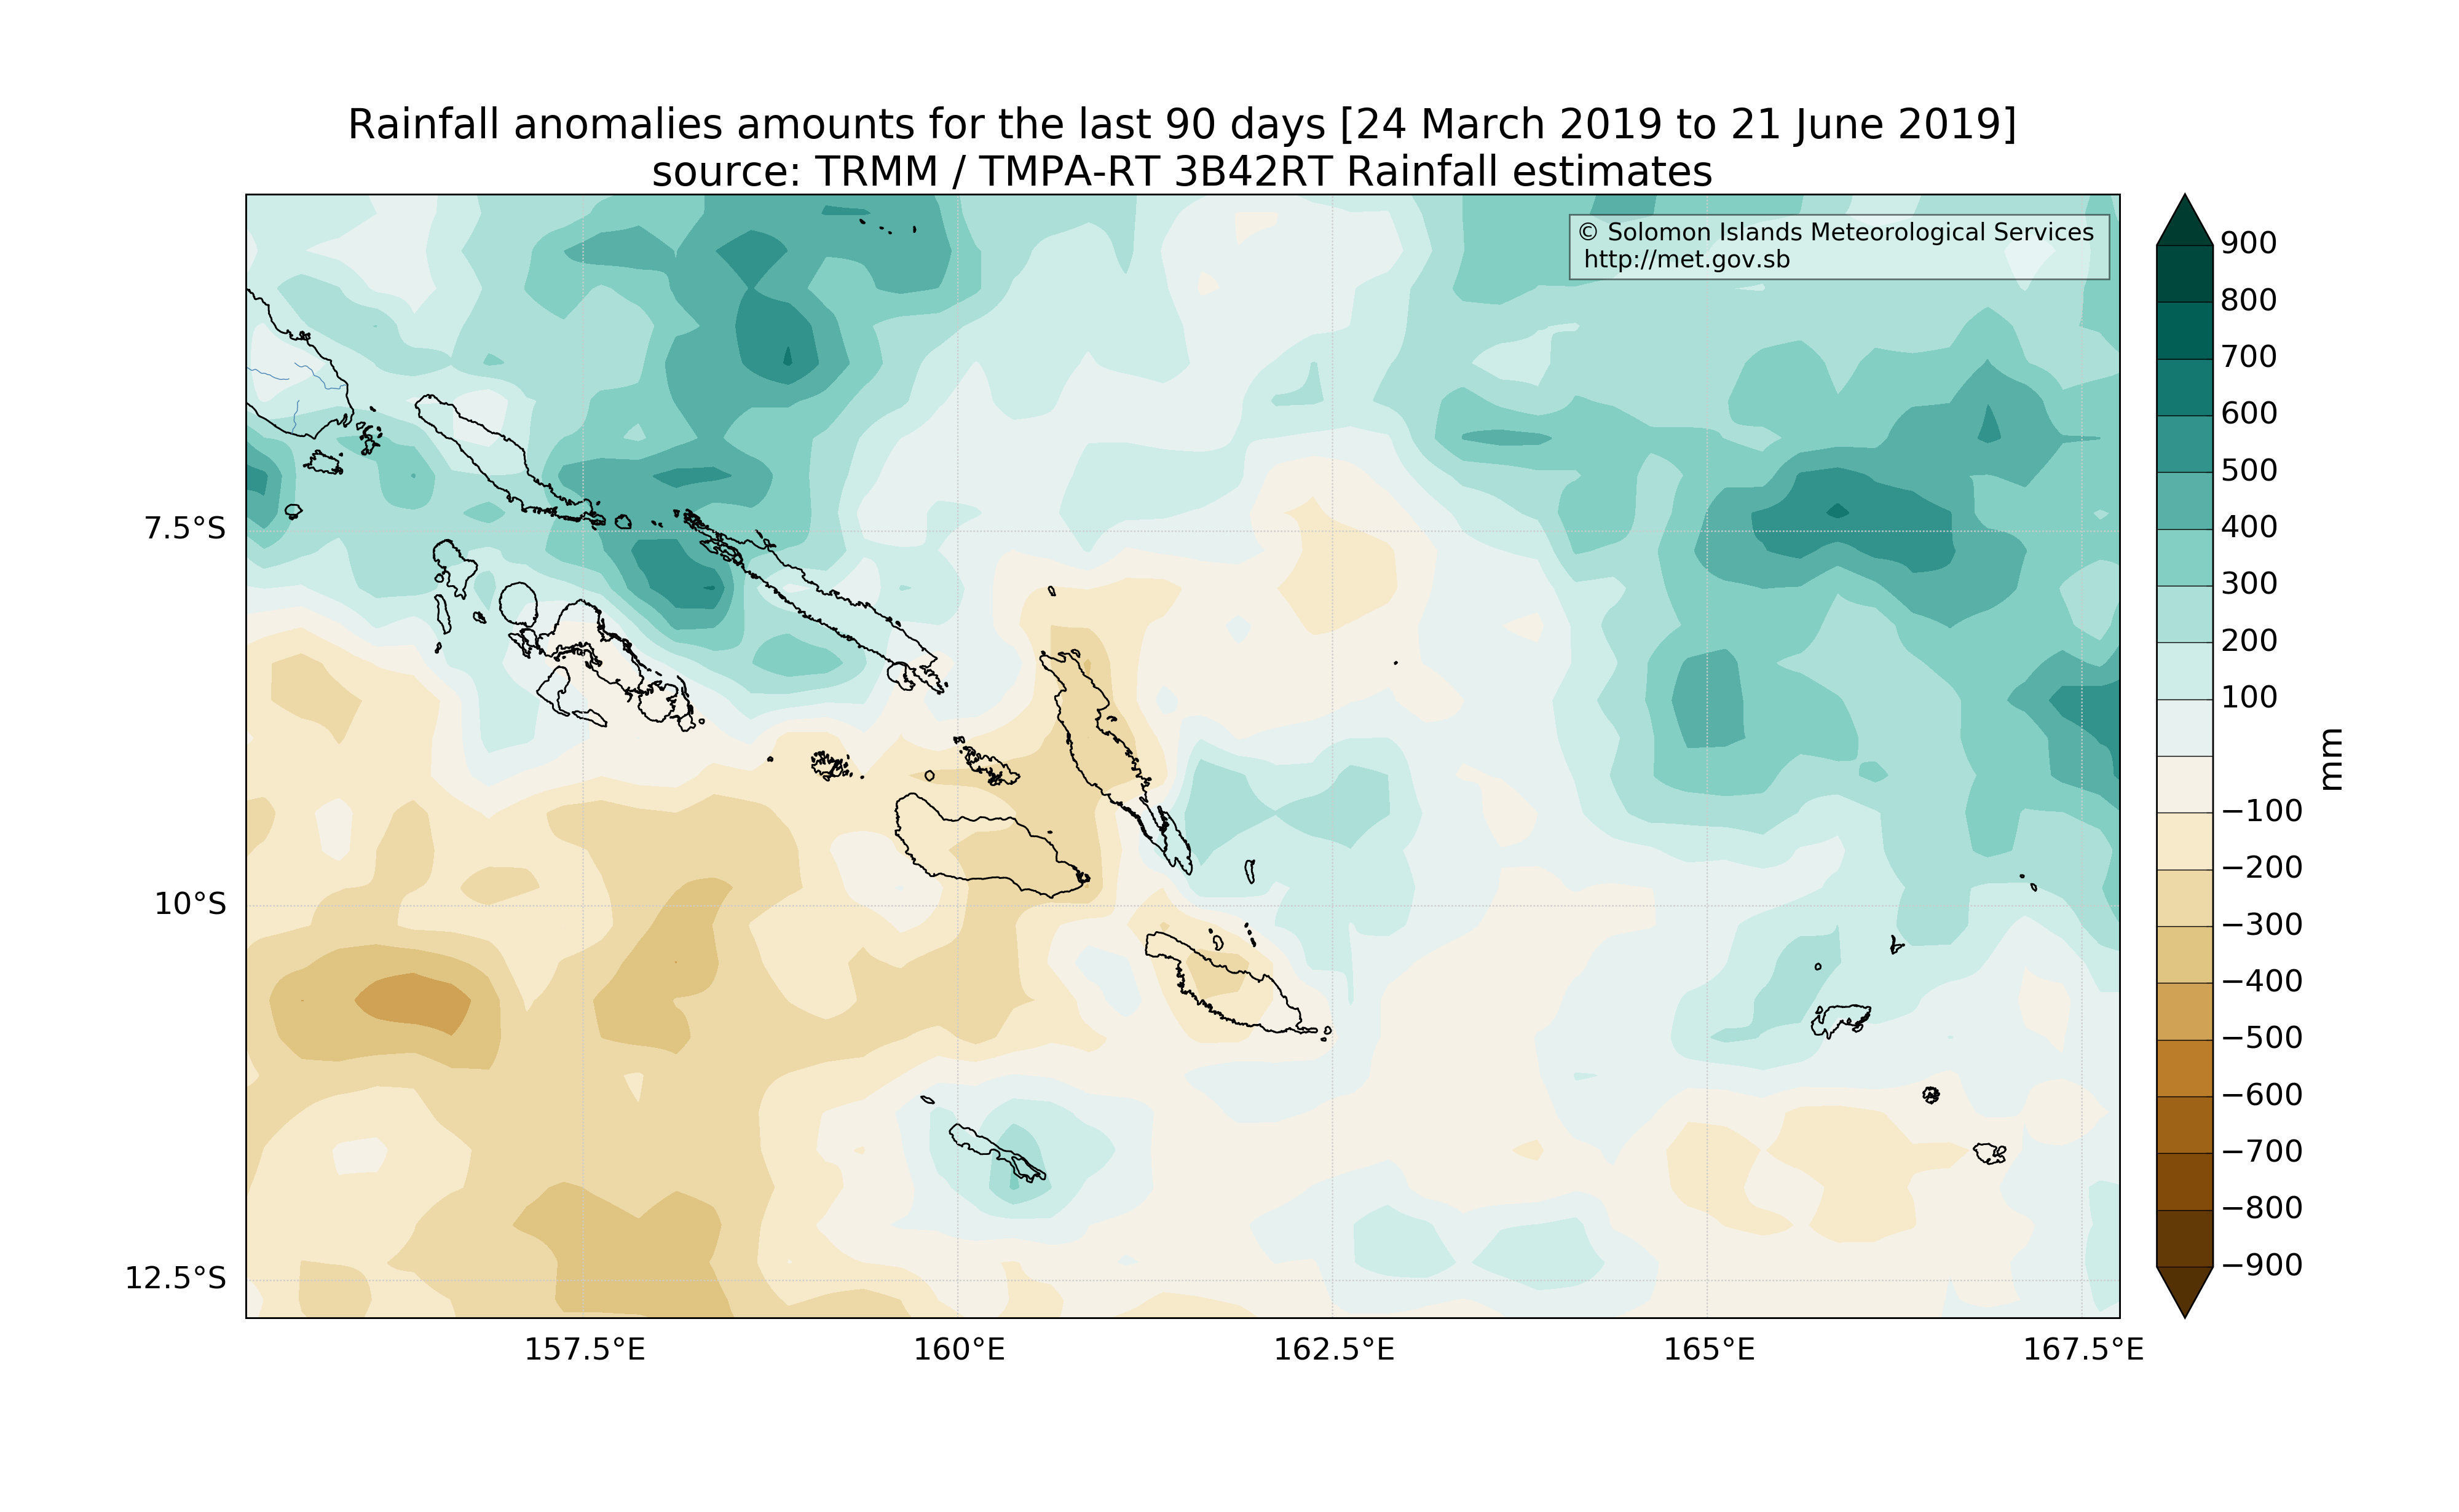 Rainfall anomalies amounts for the last 90 days [24 March 2019 to 21 June 2019]
source: TRMM / TMPA-RT 3B42RT Rainfall estimates
© Solomon Islands Meteorological Services
http://met.gov.sb
900
800
700
600
500
400
300
200
100
−100
−200
−300
−400
−500
−600
−700
−800
−900
mm
7.5°S
10°S
12.5°S
157.5°E
160°E
162.5°E
165°E
167.5°E